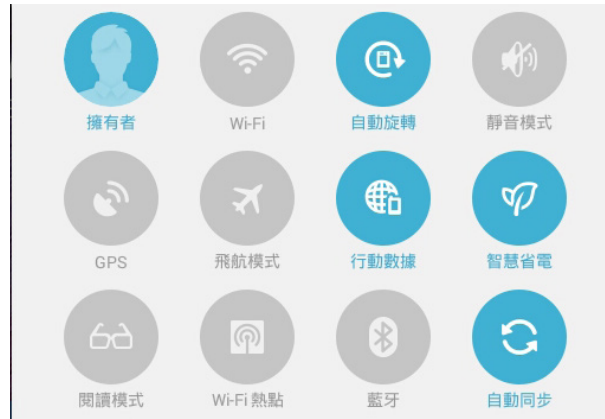 擁有者 Wi-Fi 自動旋轉 靜音模式
GPS 飛航模式 行動數據 智慧省電
閱讀模式 Wi-Fi 熱點 藍牙 自動同步